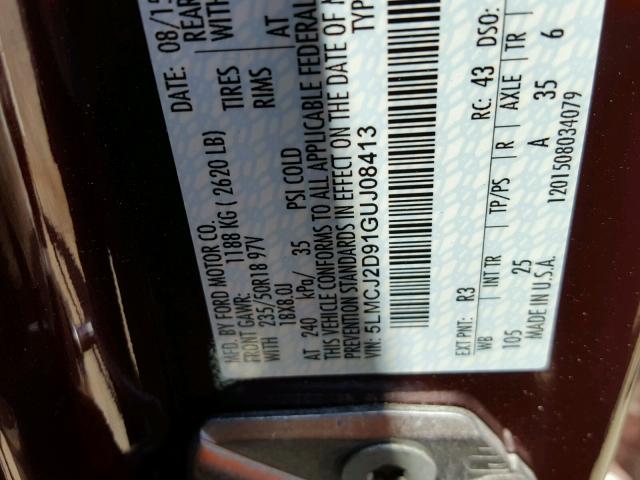 MFD. BY FORD MOTOR CO.
DATE: 08/15
FRONT GAWR: 1188 KG ( 2620 LB)
REAR
WITH 235/50R18 97V TIRES
WITH
18X8.0J RIMS
AT 240 kPa/ 35 PSI COLD AT
THIS VEHICLE CONFORMS TO ALL APPLICABLE FEDERAL
PREVENTION STANDARDS IN EFFECT ON THE DATE OF M
VIN: 5LMCJ2D91GUJ08413 TYP
EXT PNT: R3 RC: 43 DSO:
WB INT TR TP/PS R AXLE TR
105 25 A 35 6
MADE IN U.S.A. 1201508034079